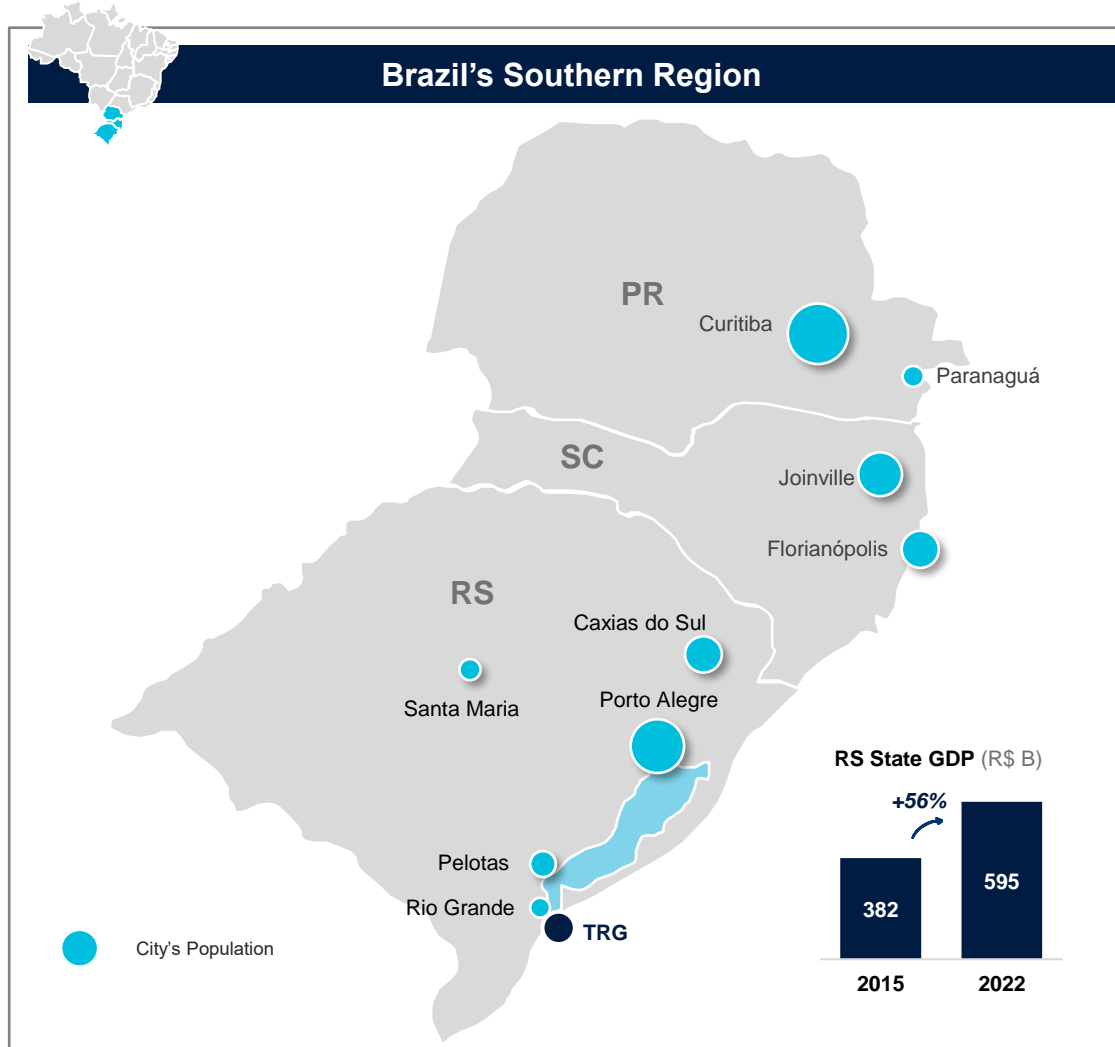 Brazil’s Southern Region
PR
Curitiba
Paranaguá
SC
Joinville
Florianópolis
RS
Caxias do Sul
Santa Maria
Porto Alegre
Pelotas
Rio Grande
TRG
City’s Population
RS State GDP (R$ B)
+56%
382
595
2015
2022